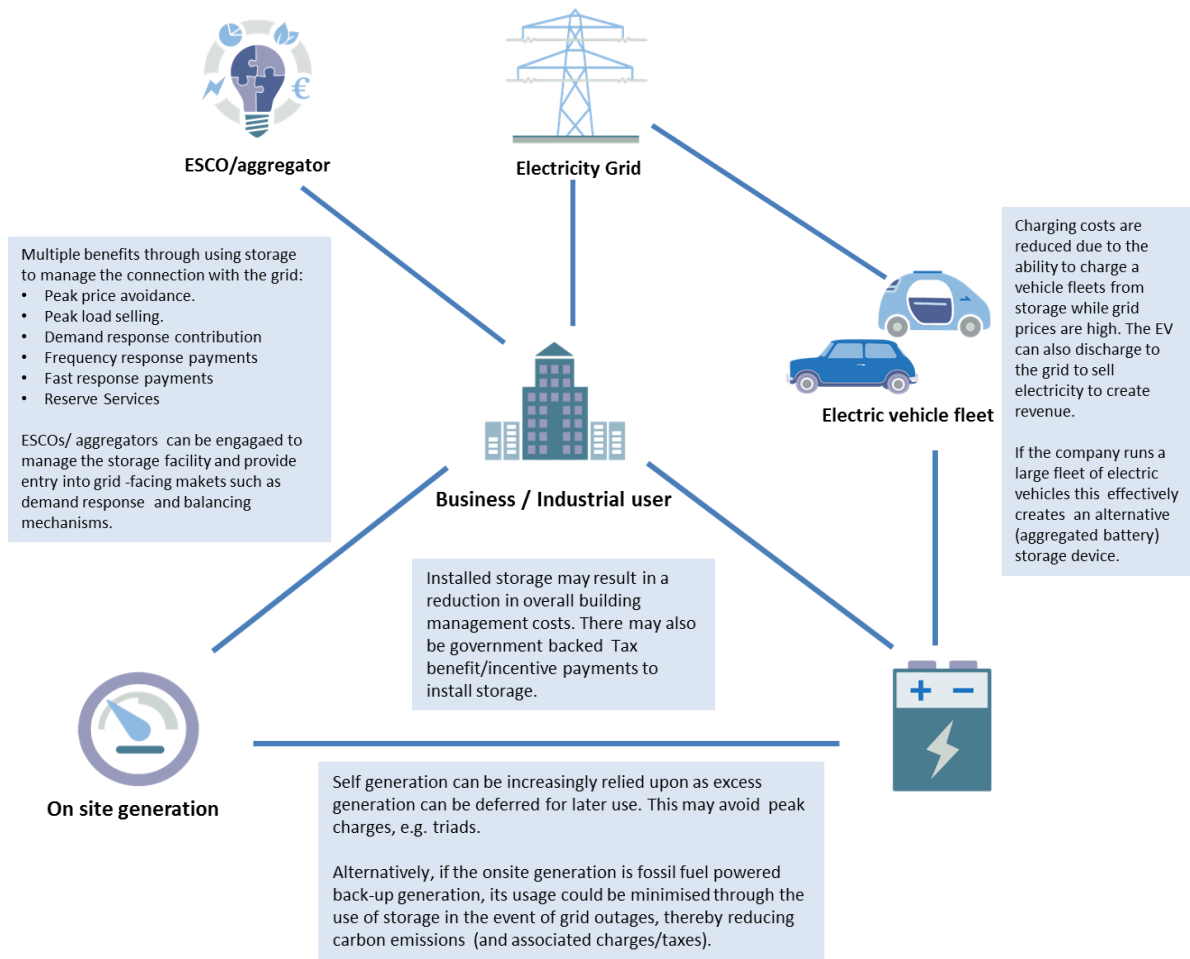 ESCO/aggregator
Electricity Grid
Multiple benefits through using storage
to manage the connection with the grid:
• Peak price avoidance.
• Peak load selling.
• Demand response contribution
• Frequency response payments
• Fast response payments
• Reserve Services
ESCOs/ aggregators can be engagaed to
manage the storage facility and provide
entry into grid -facing makets such as
demand response and balancing
mechanisms.
Charging costs are
reduced due to the
ability to charge a
vehicle fleets from
storage while grid
prices are high. The EV
can also discharge to
the grid to sell
electricity to create
revenue.
If the company runs a
large fleet of electric
vehicles this effectively
creates an alternative
(aggregated battery)
storage device.
Electric vehicle fleet
Business / Industrial user
Installed storage may result in a
reduction in overall building
management costs. There may also
be government backed Tax
benefit/incentive payments to
install storage.
On site generation
Self generation can be increasingly relied upon as excess
generation can be deferred for later use. This may avoid peak
charges, e.g. triads.
Alternatively, if the onsite generation is fossil fuel powered
back-up generation, its usage could be minimised through the
use of storage in the event of grid outages, thereby reducing
carbon emissions (and associated charges/taxes).